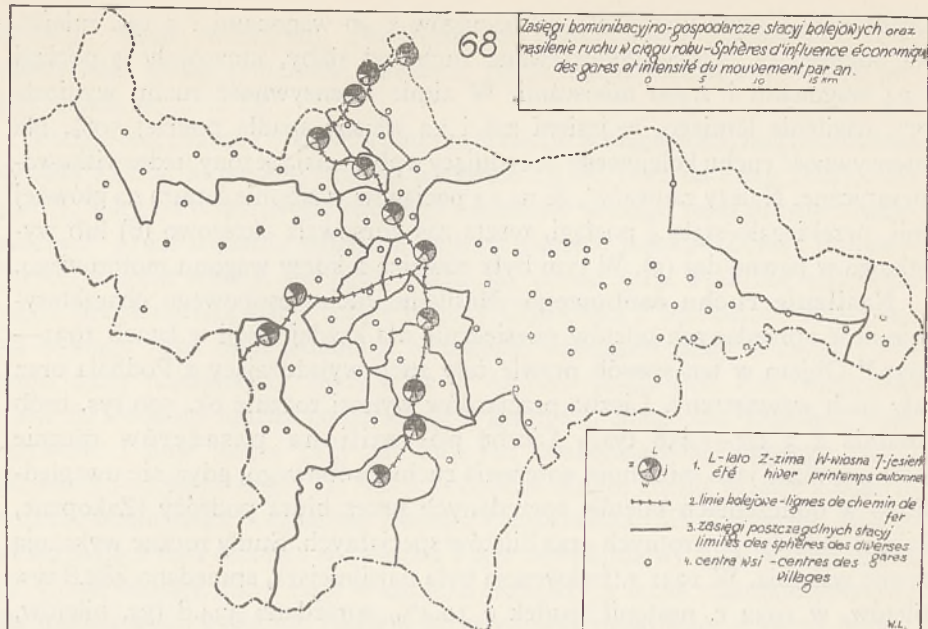 68
Zasięgi komunikacyjno-gospodarcze stacyj kolejowych oraz
nasilenie ruchu w ciągu roku-Sphères d'influence économique
des gares et intensité du mouvement par an.
0 5 10 15 km
L
Z
J
W
1. L-lato Z-zima W-wiosna J-jesień
été hiver printemps automne
2. linie kolejowe-lignes de chemin de
fer
3. zasięgi poszczególnych stacyj
limites des sphères des diverses
gares
4. centra wsi-centres des
villages
W.L.